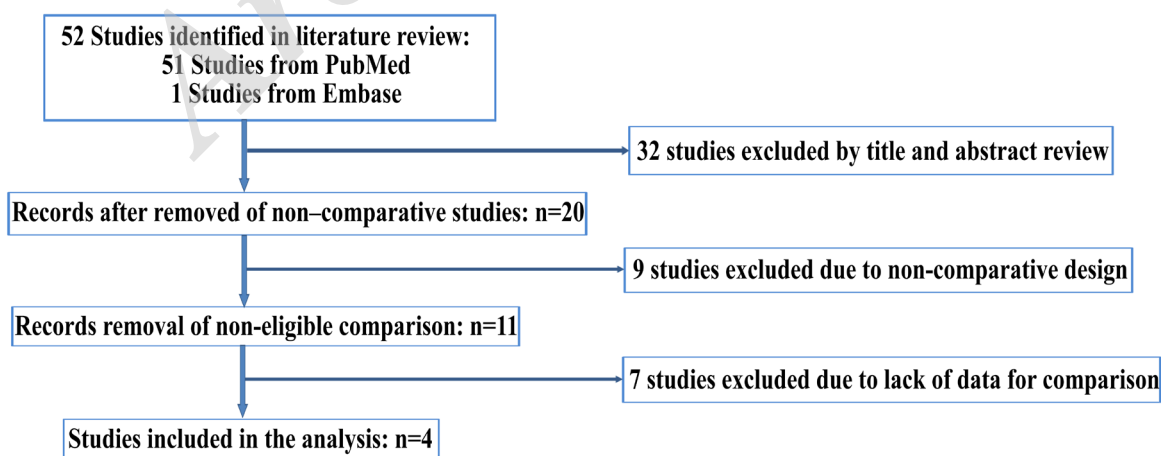 52 Studies identified in literature review:
51 Studies from PubMed
1 Studies from Embase
32 studies excluded by title and abstract review
Records after removed of non–comparative studies: n=20
9 studies excluded due to non-comparative design
Records removal of non-eligible comparison: n=11
7 studies excluded due to lack of data for comparison
Studies included in the analysis: n=4